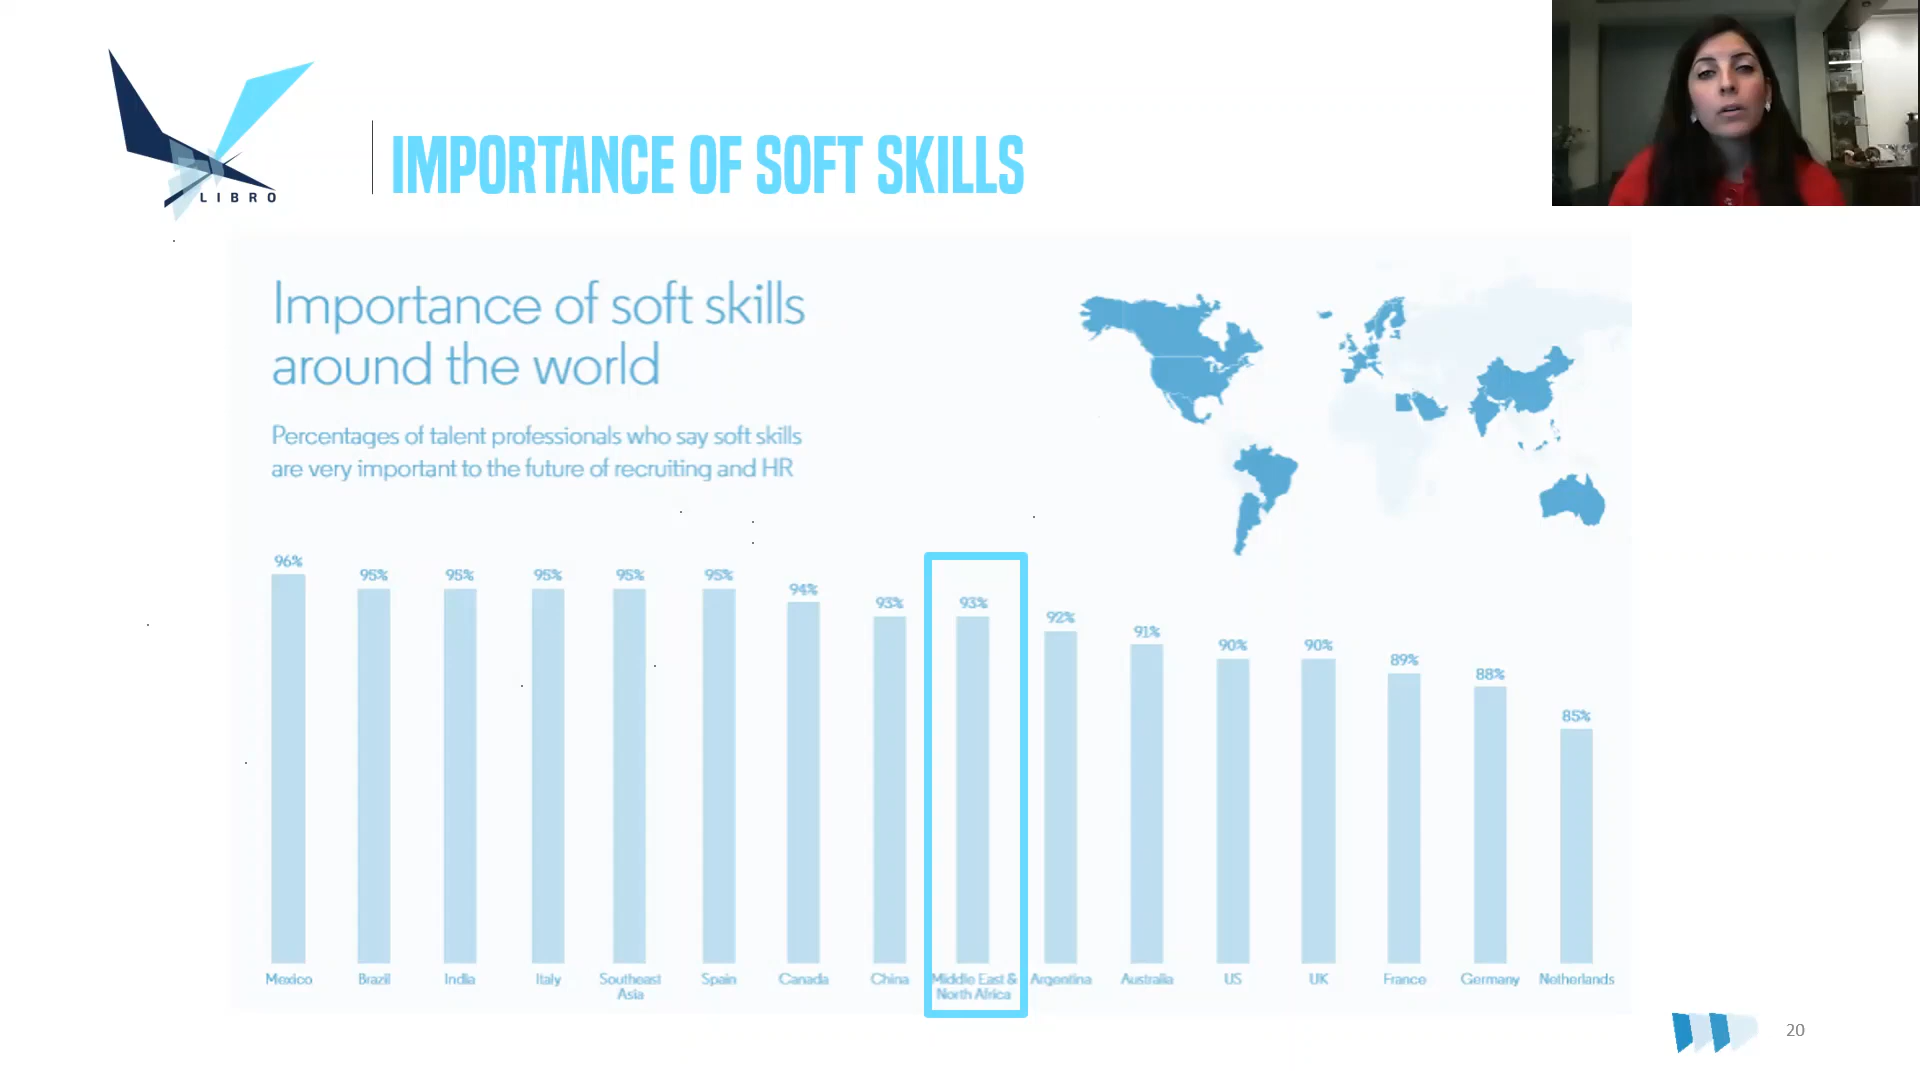 LIBRO
IMPORTANCE OF SOFT SKILLS
Importance of soft skills
around the world
Percentages of talent professionals who say soft skills
are very important to the future of recruiting and HR
96%
95%
95%
95%
95%
95%
94%
93%
93%
92%
91%
90%
90%
89%
88%
85%
Mexico
Brazil
India
Italy
Southeast
Asia
Spain
Canada
China
Middle East &
North Africa
Argentina
Australia
US
UK
France
Germany
Netherlands
20